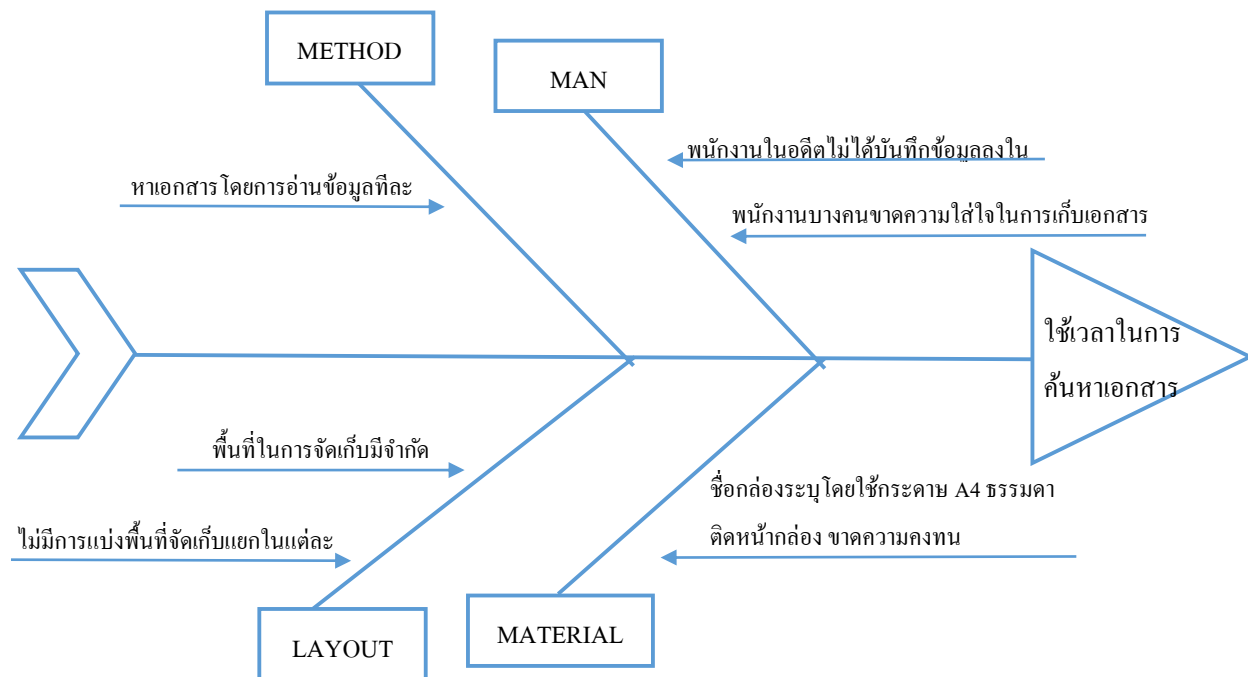 METHOD
MAN
พนักงานในอดีตไม่ได้บันทึกข้อมูลลงใน
หาเอกสารโดยการอ่านข้อมูลทีละ
พนักงานบางคนขาดความใส่ใจในการเก็บเอกสาร
ใช้เวลาในการ
ค้นหาเอกสาร
พื้นที่ในการจัดเก็บมีจำกัด
ชื่อกล่องระบุโดยใช้กระดาษ A4 ธรรมดา
ติดหน้ากล่อง ขาดความคงทน
ไม่มีการแบ่งพื้นที่จัดเก็บแยกในแต่ละ
LAYOUT
MATERIAL